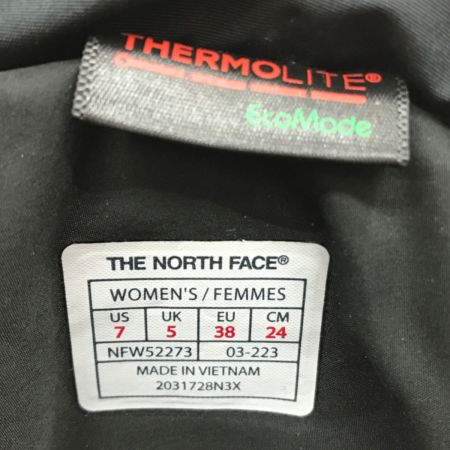 THERMOLITE®
EcoMade
THE NORTH FACE®
WOMEN'S / FEMMES
US UK EU CM
7 5 38 24
NFW52273 03-223
MADE IN VIETNAM
2031728N3X